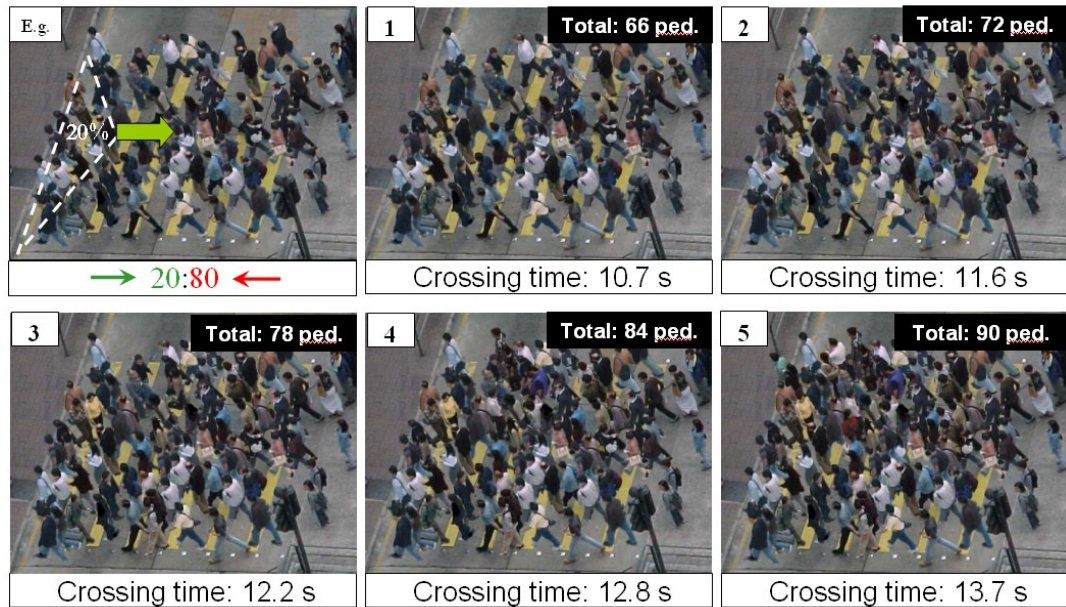 E.g.
20%
20:80
1
Total: 66 ped.
Crossing time: 10.7 s
2
Total: 72 ped.
Crossing time: 11.6 s
3
Total: 78 ped.
Crossing time: 12.2 s
4
Total: 84 ped.
Crossing time: 12.8 s
5
Total: 90 ped.
Crossing time: 13.7 s